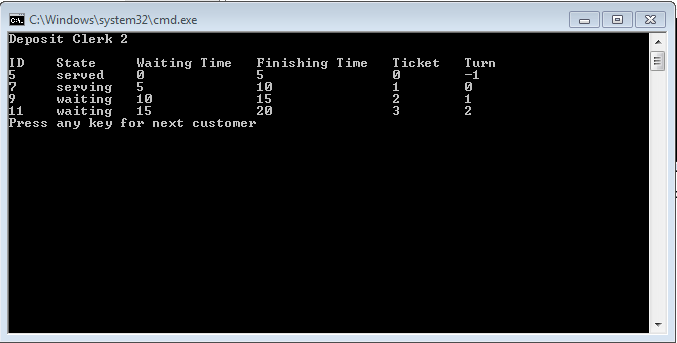 C:\Windows\system32\cmd.exe
Deposit Clerk 2
ID State Waiting Time Finishing Time Ticket Turn
5 served 0 5 0 -1
7 serving 5 10 1 0
9 waiting 10 15 2 1
11 waiting 15 20 3 2
Press any key for next customer